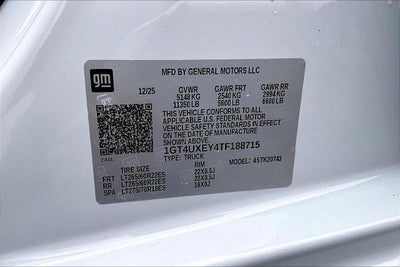 gm
MFD BY GENERAL MOTORS LLC
12/25 GVWR GAWR FRT GAWR RR
5148 KG 2540 KG 2994 KG
11350 LB 5600 LB 6600 LB
THIS VEHICLE CONFORMS TO ALL
APPLICABLE U.S. FEDERAL MOTOR
VEHICLE SAFETY STANDARDS IN EFFECT
ON THE DATE OF MANUFACTURE
SHOWN ABOVE.
1GT4UXEY4TF188715
TYPE: TRUCK MODEL: 4STK20743
241L
TIRE SIZE RIM
FRT LT265/60R22ES 22X8.5J
RR LT265/60R22ES 22X8.5J
SPA LT275/70R18ES 18X8J